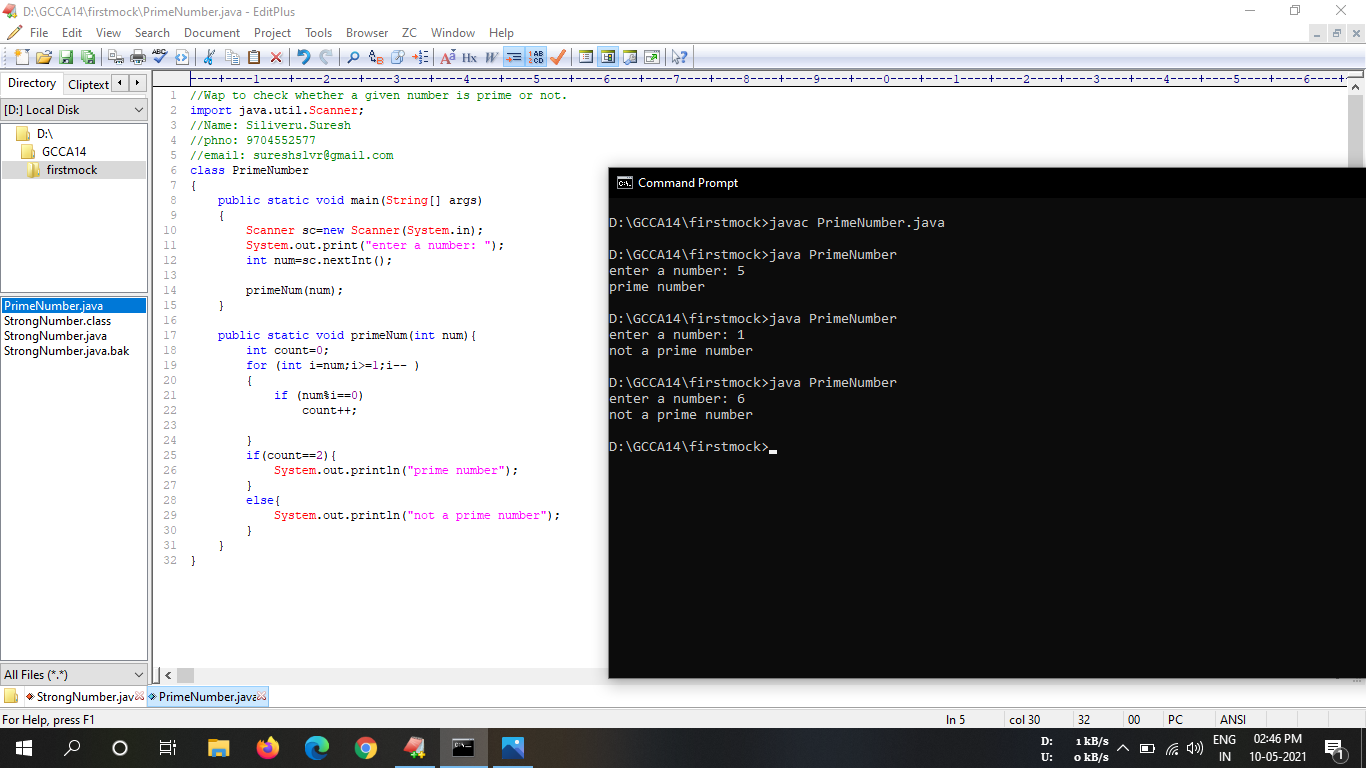 D:\GCCA14\firstmock\PrimeNumber.java - EditPlus
File Edit View Search Document Project Tools Browser ZC Window Help
Directory Cliptext
[D:] Local Disk
D:\
GCCA14
firstmock
PrimeNumber.java
StrongNumber.class
StrongNumber.java
StrongNumber.java.bak
All Files (*.*)
----+----1----+----2----+----3----+----4----+----5----+----6----+----7----+----8----+----9----+----0----+----1----+----2----+----3----+----4----+----5----+----6----+
1 //Wap to check whether a given number is prime or not.
2 import java.util.Scanner;
3 //Name: Siliveru.Suresh
4 //phno: 9704552577
5 //email: sureshslvr@gmail.com
6 class PrimeNumber
7 {
8 public static void main(String[] args)
9 {
10 Scanner sc=new Scanner(System.in);
11 System.out.print("enter a number: ");
12 int num=sc.nextInt();
13
14 primeNum(num);
15 }
16
17 public static void primeNum(int num){
18 int count=0;
19 for (int i=num;i>=1;i-- )
20 {
21 if (num%i==0)
22 count++;
23
24 }
25 if(count==2){
26 System.out.println("prime number");
27 }
28 else{
29 System.out.println("not a prime number");
30 }
31 }
32 }
Command Prompt
D:\GCCA14\firstmock>javac PrimeNumber.java
D:\GCCA14\firstmock>java PrimeNumber
enter a number: 5
prime number
D:\GCCA14\firstmock>java PrimeNumber
enter a number: 1
not a prime number
D:\GCCA14\firstmock>java PrimeNumber
enter a number: 6
not a prime number
D:\GCCA14\firstmock>
StrongNumber.jav PrimeNumber.java
For Help, press F1 ln 5 col 30 32 00 PC ANSI
D: 1 kB/s
U: 0 kB/s
ENG
IN
02:46 PM
10-05-2021
1